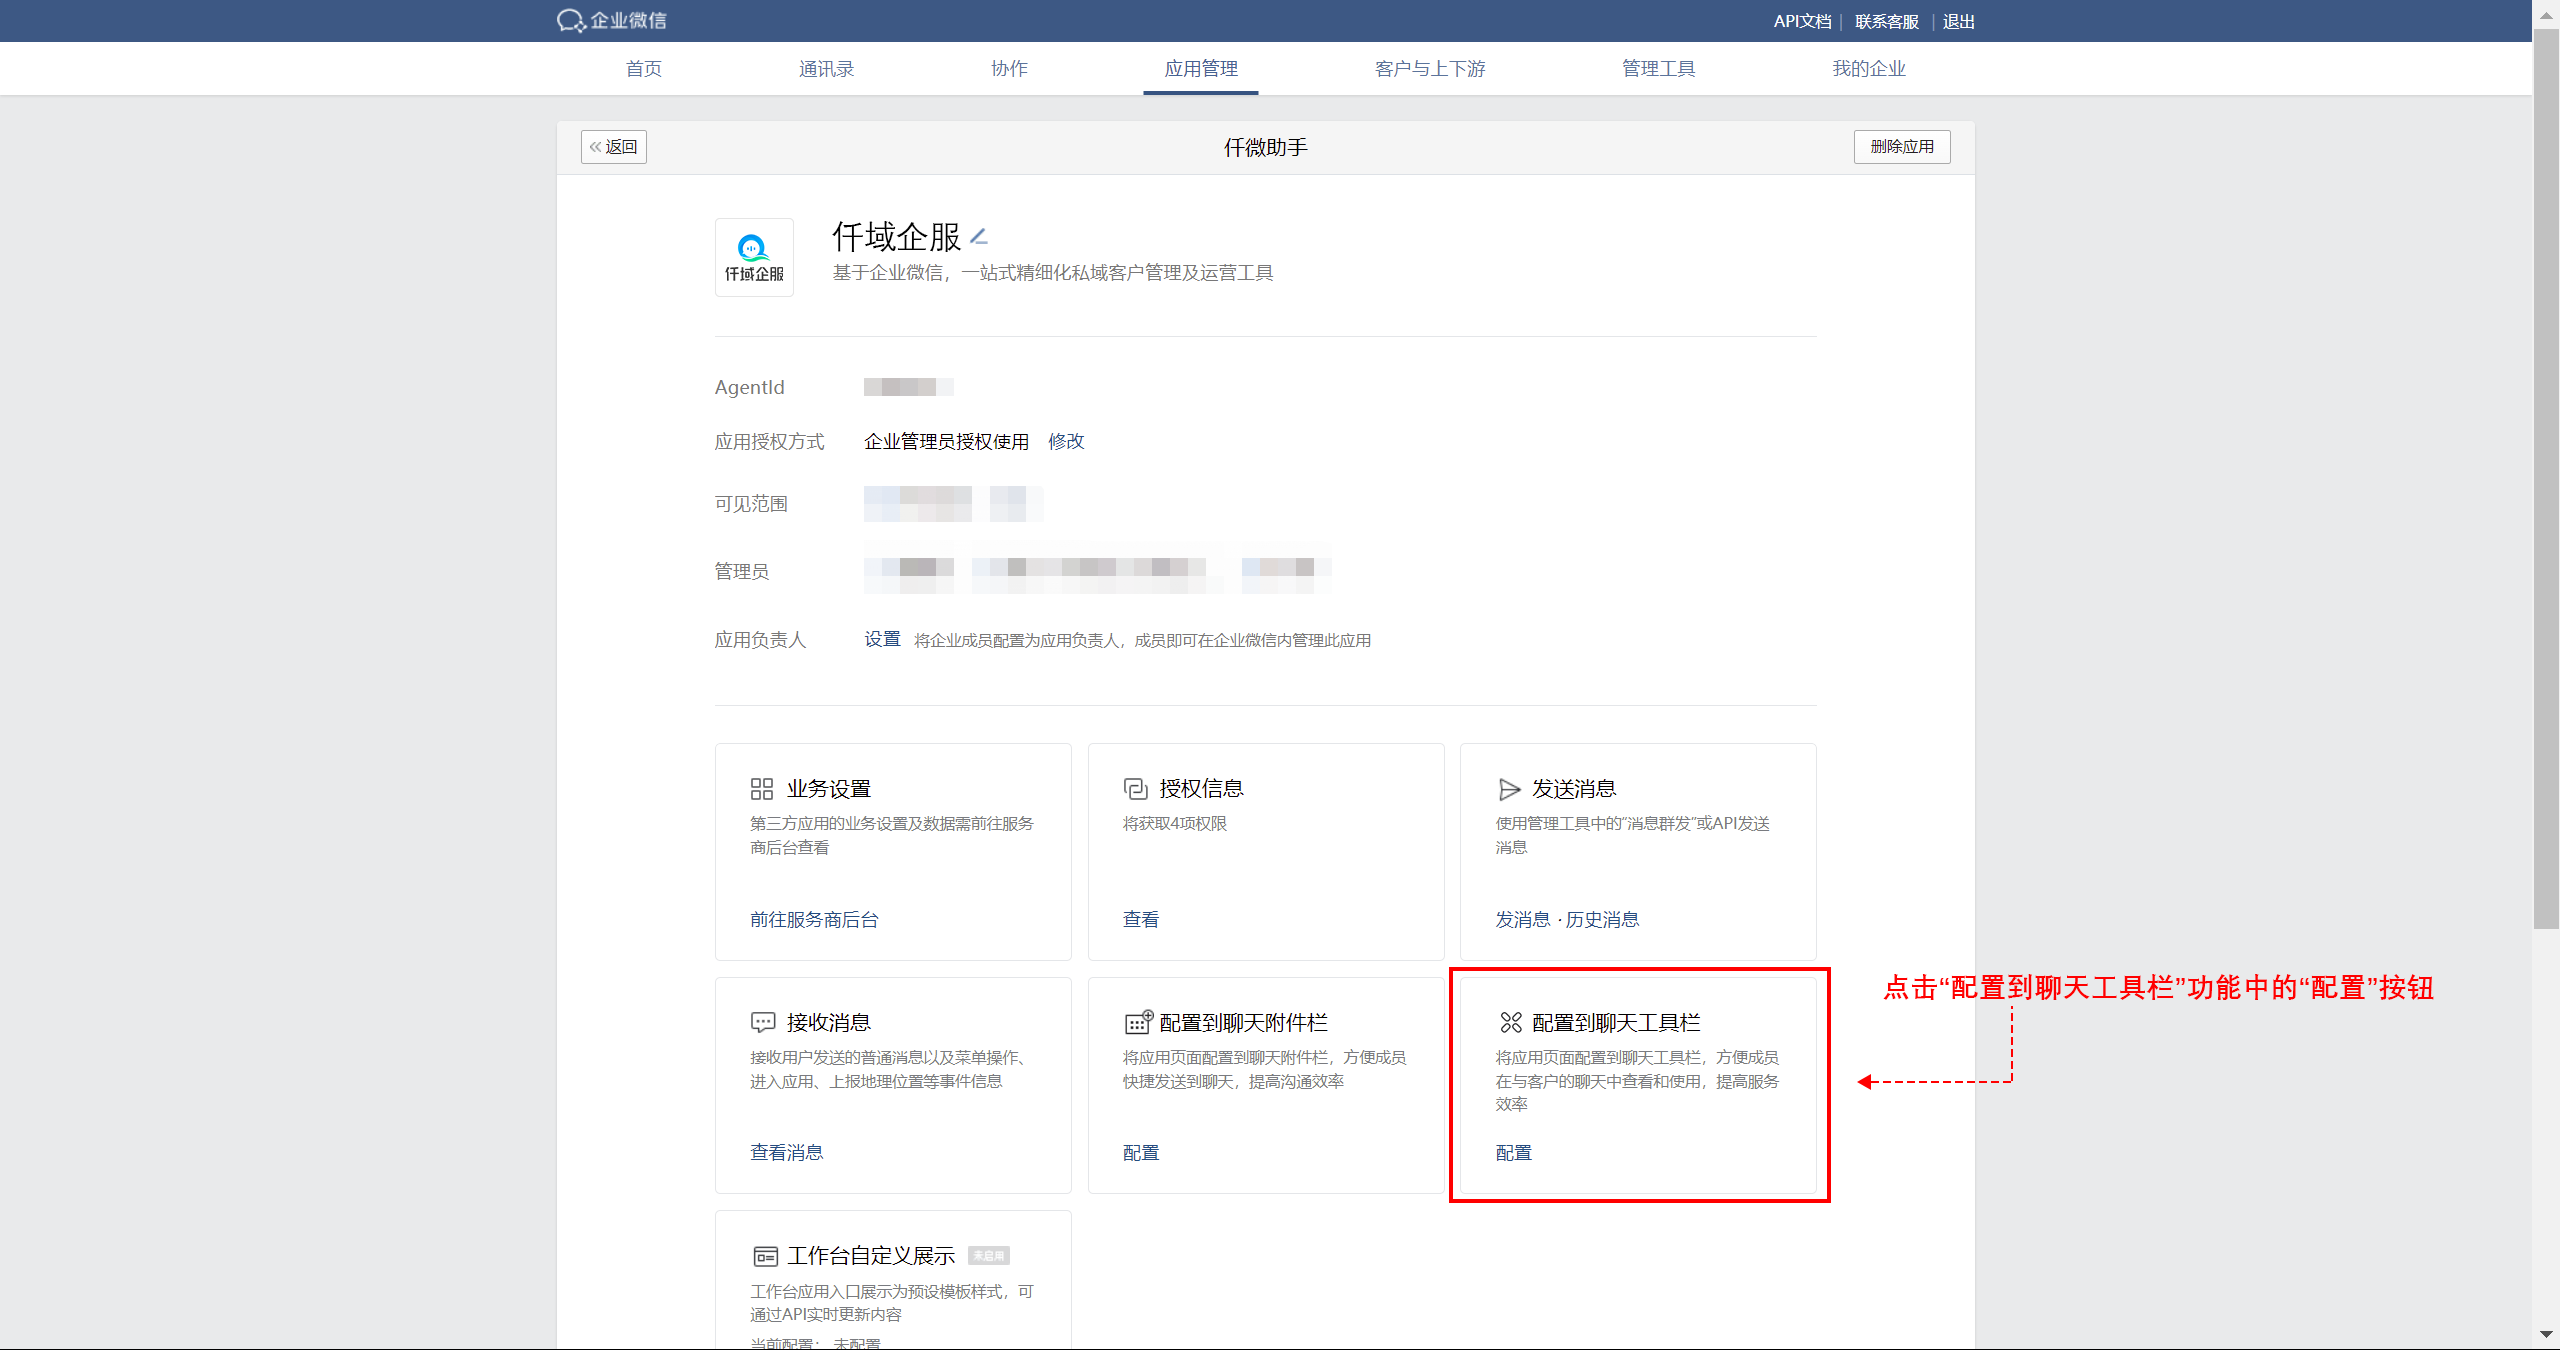 企业微信
API文档 | 联系客服 | 退出
首页 通讯录 协作 应用管理 客户与上下游 管理工具 我的企业
返回 仟微助手 删除应用
仟域企服
仟域企服
基于企业微信，一站式精细化私域客户管理及运营工具
AgentId
应用授权方式 企业管理员授权使用 修改
可见范围
管理员
应用负责人 设置 将企业成员配置为应用负责人，成员即可在企业微信内管理此应用
业务设置
第三方应用的业务设置及数据需前往服务
商后台查看
前往服务商后台
授权信息
将获取4项权限
查看
发送消息
使用管理工具中的“消息群发”或API发送
消息
发消息 · 历史消息
接收消息
接收用户发送的普通消息以及菜单操作、
进入应用、上报地理位置等事件信息
查看消息
配置到聊天附件栏
将应用页面配置到聊天附件栏，方便成员
快捷发送到聊天，提高沟通效率
配置
配置到聊天工具栏
将应用页面配置到聊天工具栏，方便成员
在与客户的聊天中查看和使用，提高服务
效率
配置
点击“配置到聊天工具栏”功能中的“配置”按钮
工作台自定义展示 未启用
工作台应用入口展示为预设模板样式，可
通过API实时更新内容
当前配置： 未配置